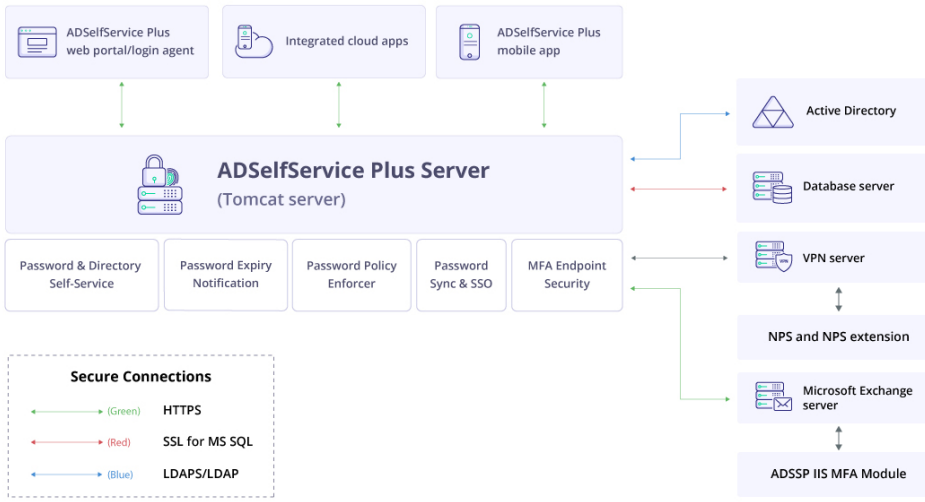 ADSelfService Plus
web portal/login agent
Integrated cloud apps
ADSelfService Plus
mobile app
Active Directory
ADSelfService Plus Server
(Tomcat server)
Database server
VPN server
VPN
Password & Directory
Self-Service
Password Expiry
Notification
Password Policy
Enforcer
Password
Sync & SSO
MFA Endpoint
Security
NPS and NPS extension
Microsoft Exchange
server
ADSSP IIS MFA Module
Secure Connections
(Green) HTTPS
(Red) SSL for MS SQL
(Blue) LDAPS/LDAP